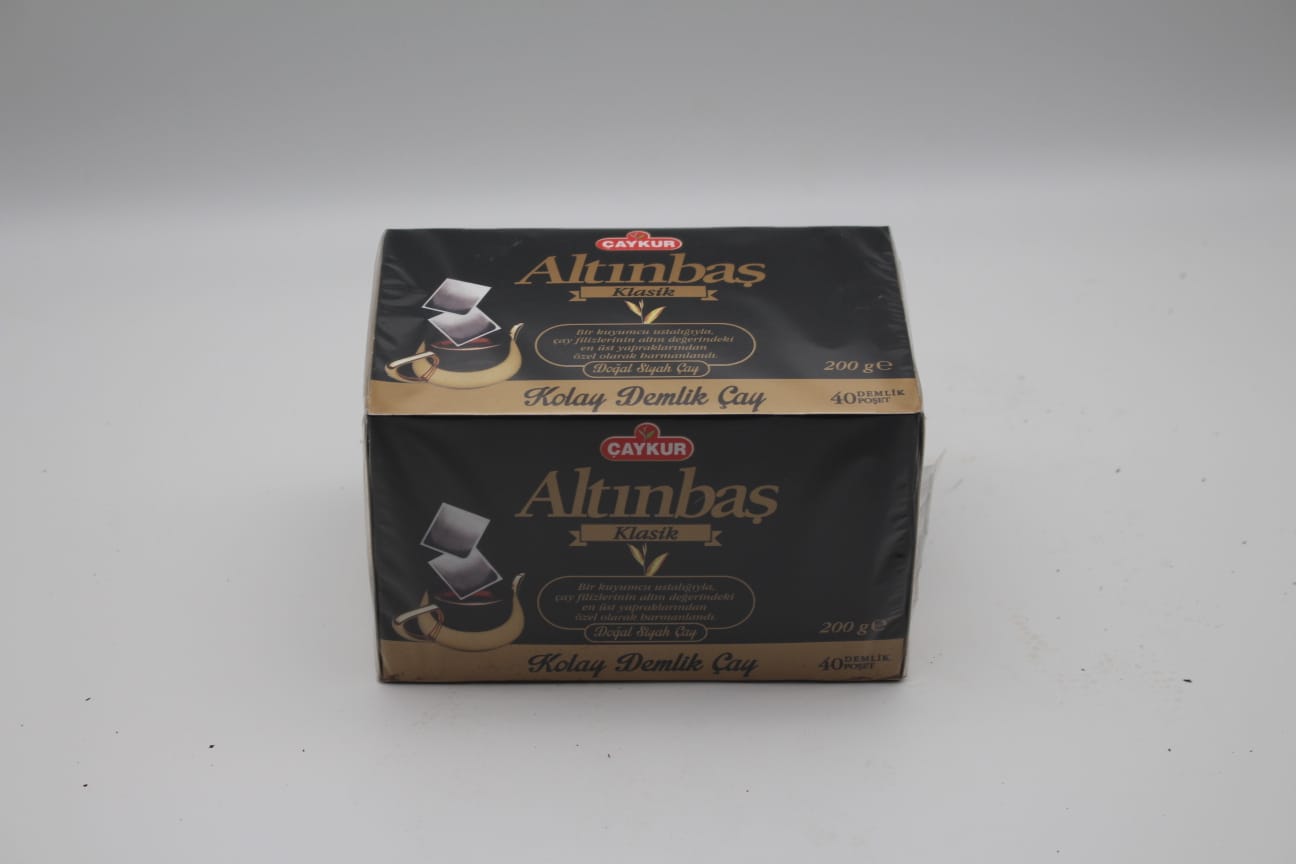 ÇAYKUR
Altınbaş
Klasik
Bir kuyumcu ustalığıyla,
çay filizlerinin altın değerindeki
en üst yapraklarından
özel olarak harmanlandı.
Doğal Siyah Çay
200 g℮
Kolay Demlik Çay
40 DEMLİK POŞET
ÇAYKUR
Altınbaş
Klasik
Bir kuyumcu ustalığıyla,
çay filizlerinin altın değerindeki
en üst yapraklarından
özel olarak harmanlandı.
Doğal Siyah Çay
200 g℮
Kolay Demlik Çay
40 DEMLİK POŞET